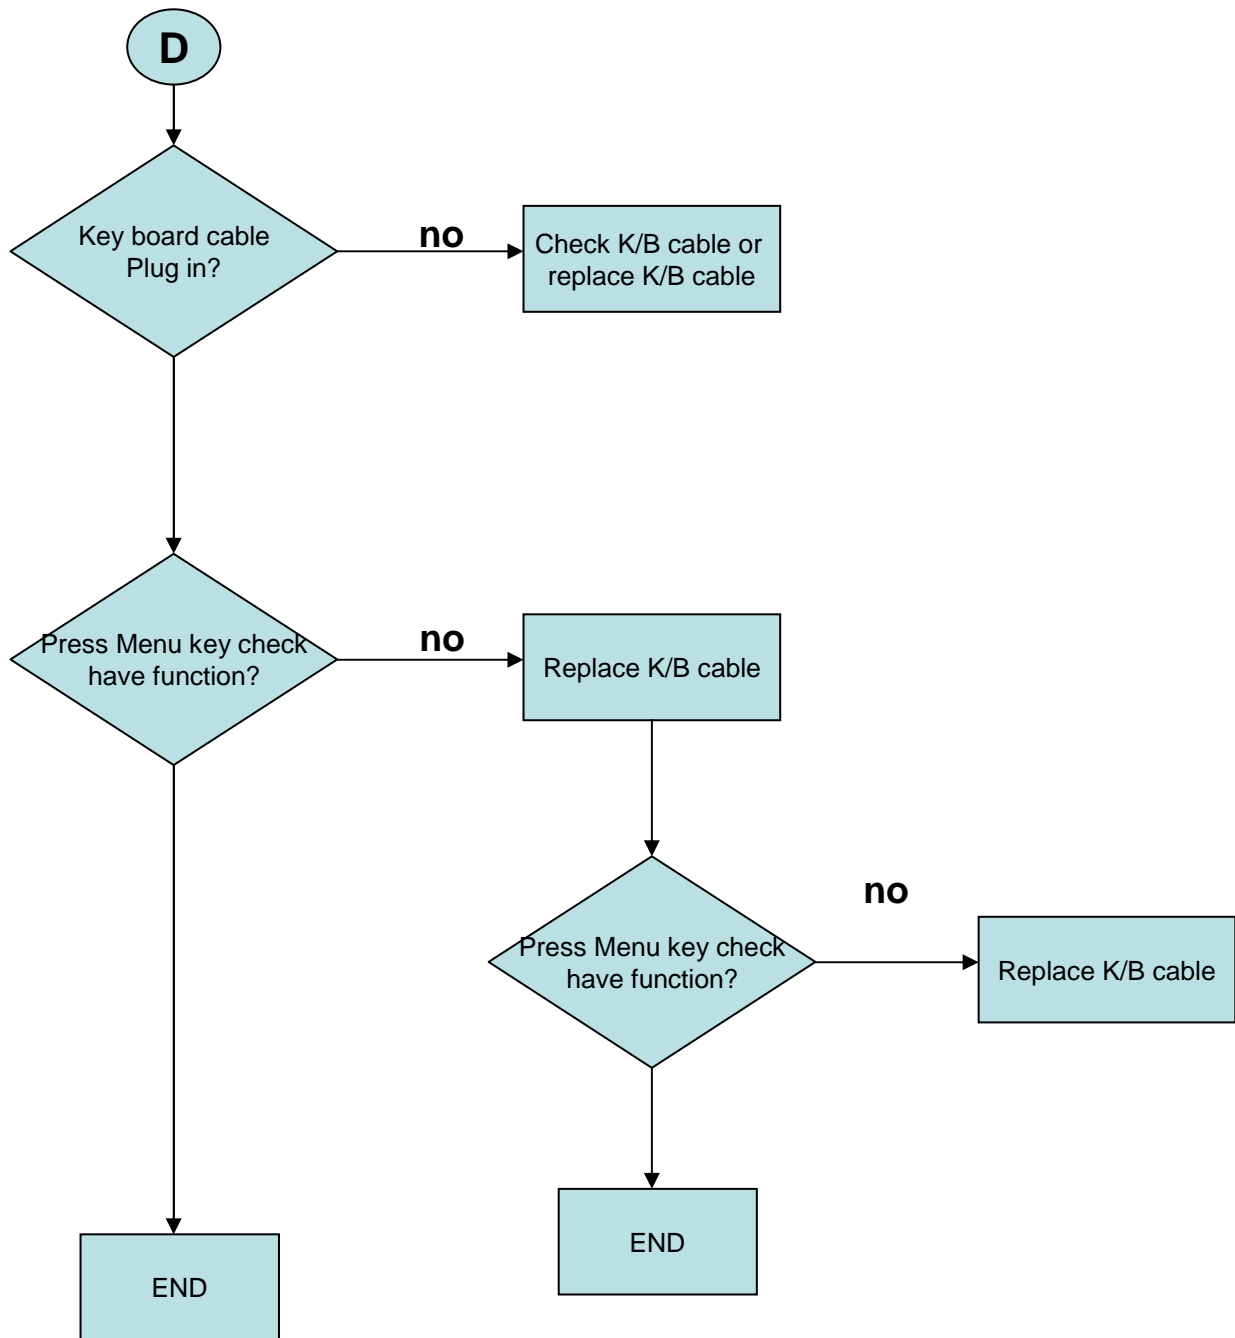 D
Key board cable
Plug in?
no
Check K/B cable or
replace K/B cable
Press Menu key check
have function?
no
Replace K/B cable
Press Menu key check
have function?
no
Replace K/B cable
END
END